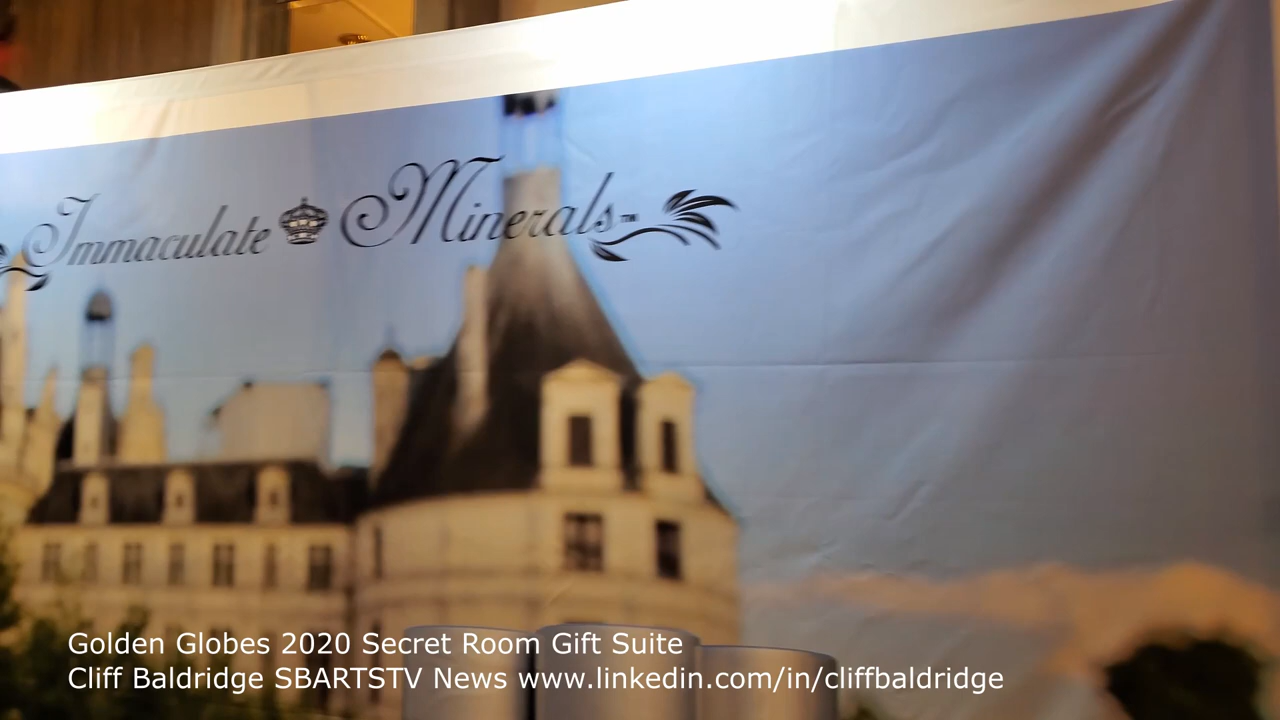 Immaculate Minerals™
Golden Globes 2020 Secret Room Gift Suite
Cliff Baldridge SBARTSTV News www.linkedin.com/in/cliffbaldridge